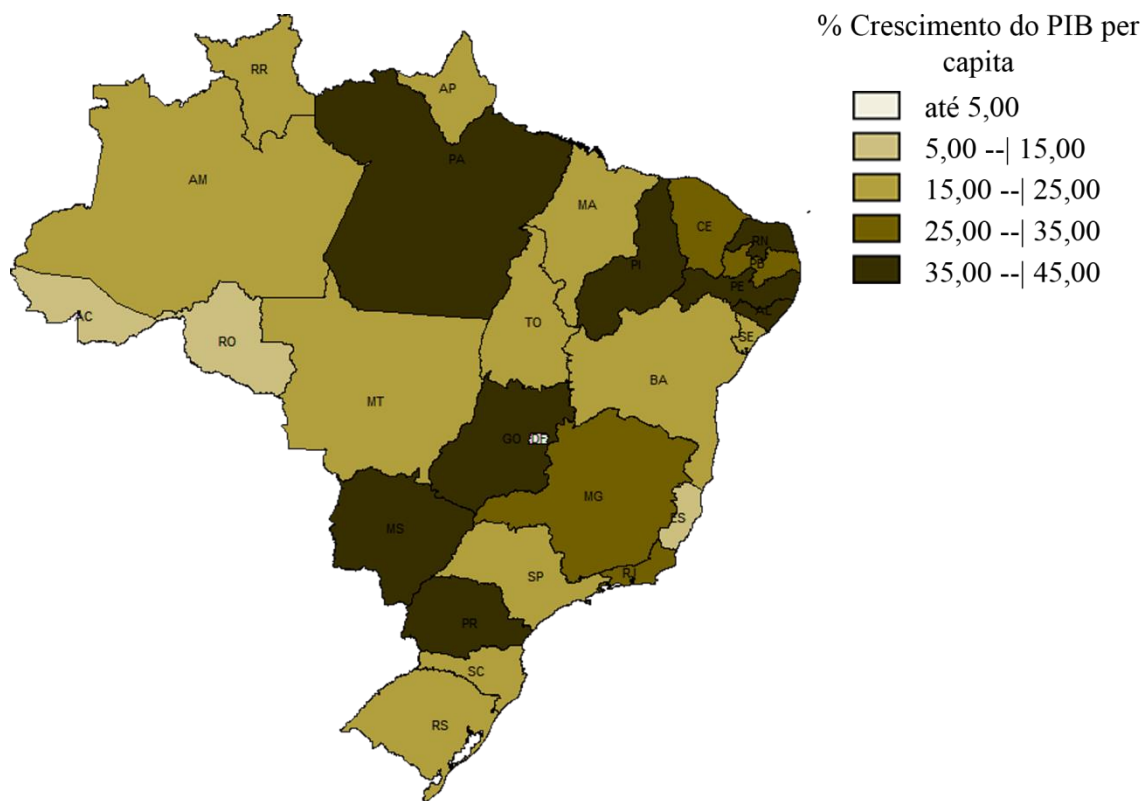 % Crescimento do PIB per
capita
até 5,00
5,00 --| 15,00
15,00 --| 25,00
25,00 --| 35,00
35,00 --| 45,00
RR
AP
PA
AM
MA
CE
RN
PB
PI
PE
AL
AC
RO
TO
SE
BA
MT
GO
DF
MG
MS
ES
SP
RJ
PR
SC
RS